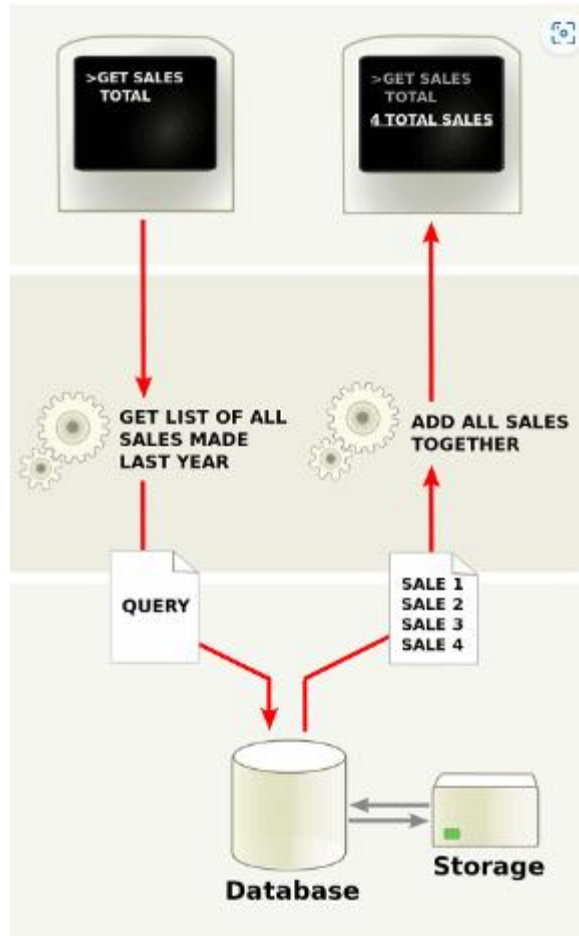 >GET SALES
TOTAL
>GET SALES
TOTAL
4 TOTAL SALES
GET LIST OF ALL
SALES MADE
LAST YEAR
ADD ALL SALES
TOGETHER
QUERY
SALE 1
SALE 2
SALE 3
SALE 4
Database
Storage